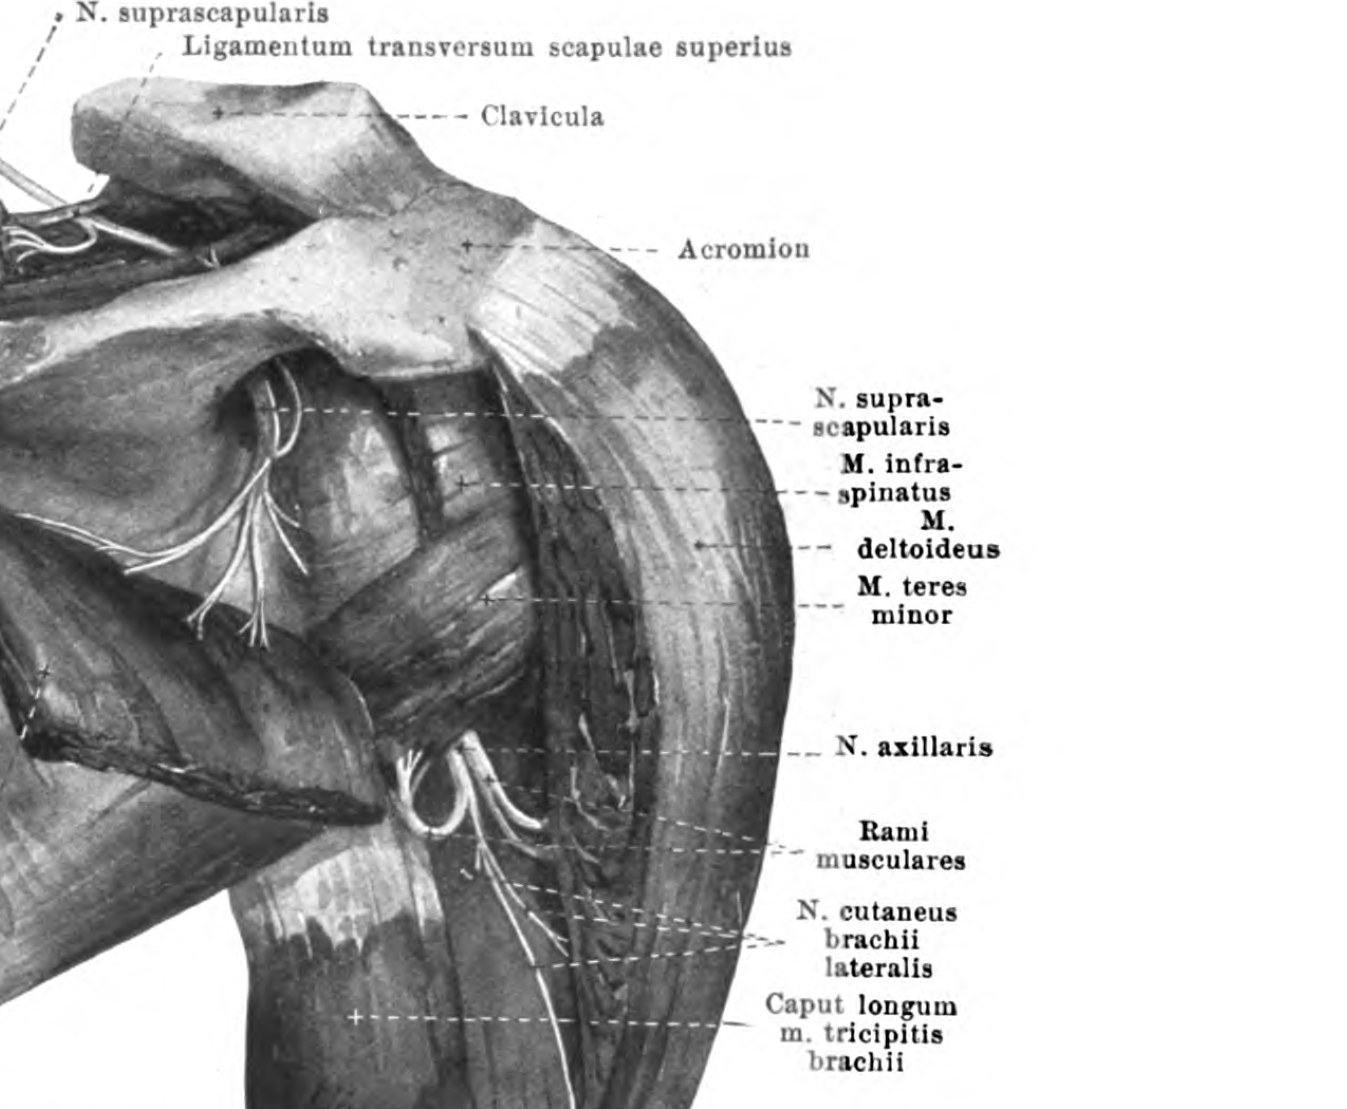 N. suprascapularis
Ligamentum transversum scapulae superius
Clavicula
Acromion
N. supra-
scapularis
M. infra-
spinatus
M.
deltoideus
M. teres
minor
N. axillaris
Rami
musculares
N. cutaneus
brachii
lateralis
Caput longum
m. tricipitis
brachii